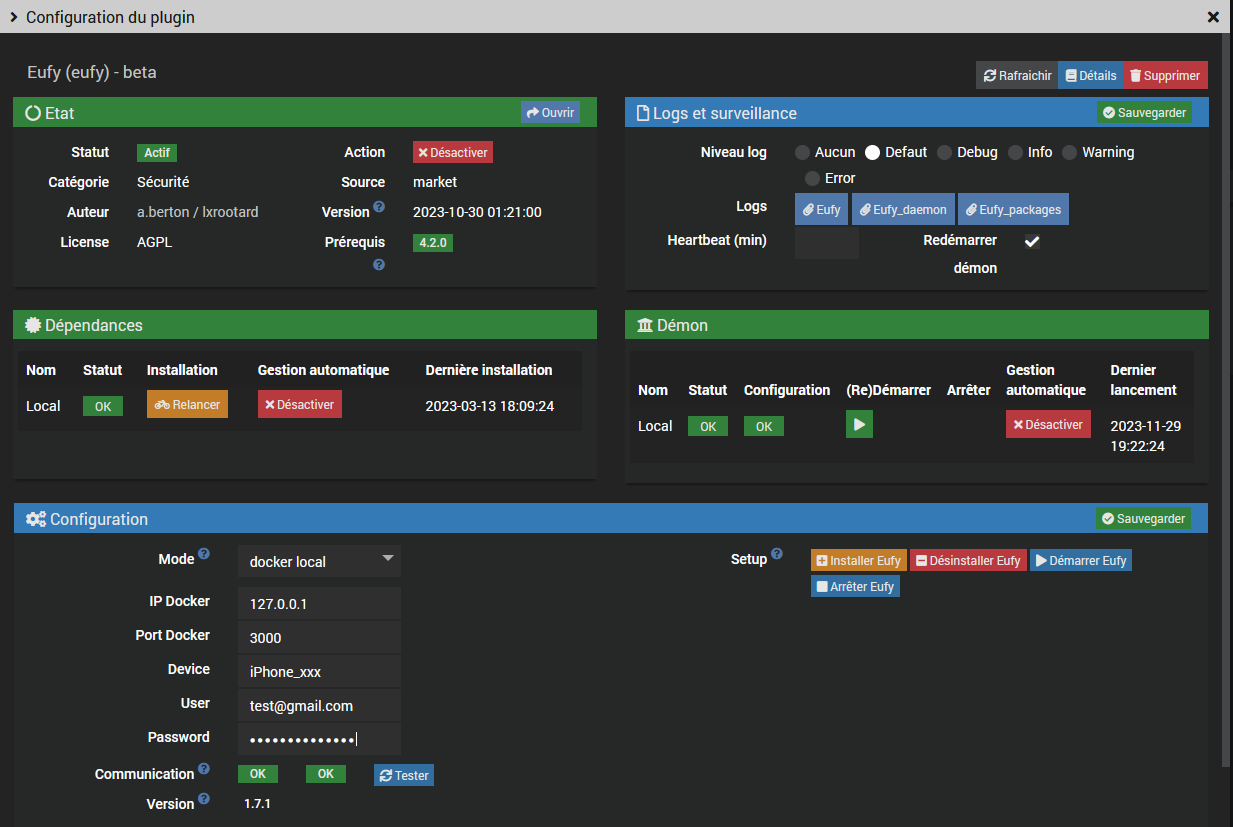 Configuration du plugin
Eufy (eufy) - beta
Rafraichir Détails Supprimer
Etat Ouvrir
Statut Actif Action Désactiver
Catégorie Sécurité Source market
Auteur a.berton / lxrootard Version ? 2023-10-30 01:21:00
License AGPL Prérequis 4.2.0
?
Logs et surveillance Sauvegarder
Niveau log Aucun Defaut Debug Info Warning
Error
Logs Eufy Eufy_daemon Eufy_packages
Heartbeat (min) Redémarrer
démon
Dépendances
Nom Statut Installation Gestion automatique Dernière installation
Local OK Relancer Désactiver 2023-03-13 18:09:24
Démon
Gestion Dernier
Nom Statut Configuration (Re)Démarrer Arrêter automatique lancement
Local OK OK Désactiver 2023-11-29
19:22:24
Configuration Sauvegarder
Mode ? docker local
IP Docker 127.0.0.1
Port Docker 3000
Device iPhone_xxx
User test@gmail.com
Password ••••••••••••••
Communication ? OK OK Tester
Version ? 1.7.1
Setup ? Installer Eufy Désinstaller Eufy Démarrer Eufy
Arrêter Eufy